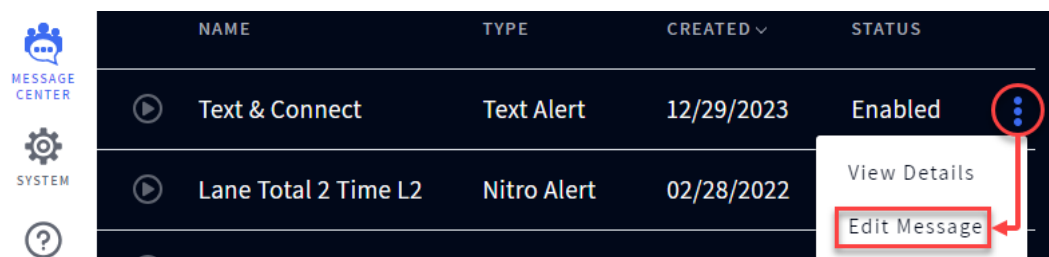 NAME TYPE CREATED STATUS
MESSAGE
CENTER
Text & Connect Text Alert 12/29/2023 Enabled
SYSTEM
View Details
Lane Total 2 Time L2 Nitro Alert 02/28/2022
Edit Message
?